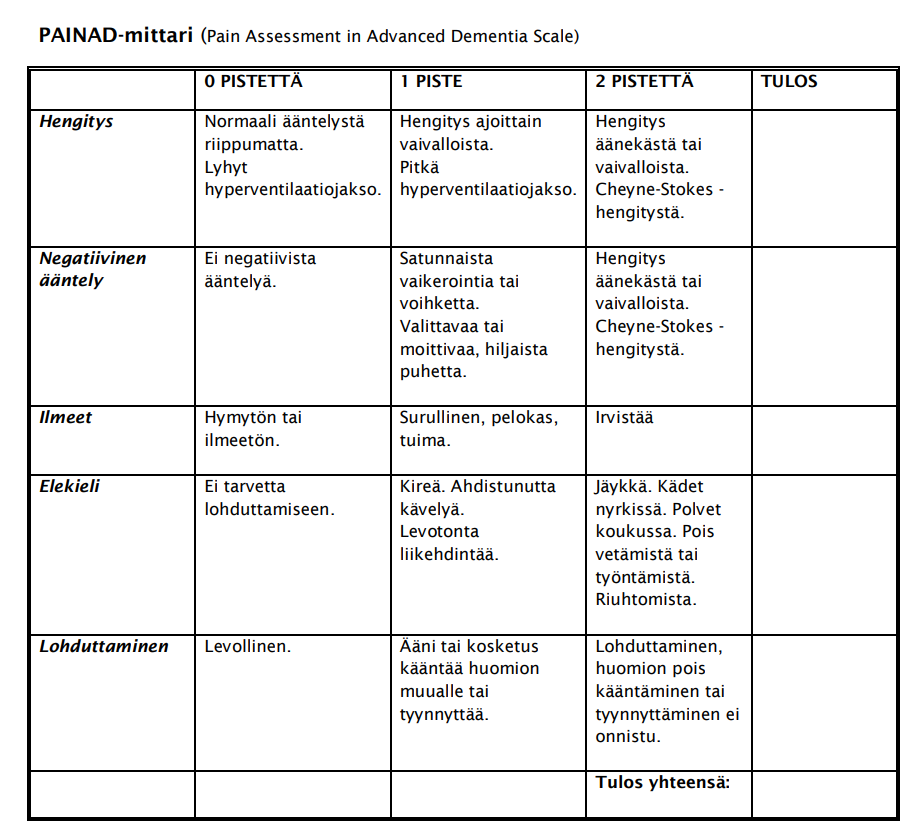 PAINAD-mittari (Pain Assessment in Advanced Dementia Scale)
0 PISTETTÄ
1 PISTE
2 PISTETTÄ
TULOS
Hengitys
Normaali ääntelystä
riippumatta.
Lyhyt
hyperventilaatiojakso.
Hengitys ajoittain
vaivalloista.
Pitkä
hyperventilaatiojakso.
Hengitys
äänekästä tai
vaivalloista.
Cheyne-Stokes -
hengitystä.
Negatiivinen
ääntely
Ei negatiivista
ääntelyä.
Satunnaista
vaikerointia tai
voihketta.
Valittavaa tai
moittivaa, hiljaista
puhetta.
Hengitys
äänekästä tai
vaivalloista.
Cheyne-Stokes -
hengitystä.
Ilmeet
Hymytön tai
ilmeetön.
Surullinen, pelokas,
tuima.
Irvistää
Elekieli
Ei tarvetta
lohduttamiseen.
Kireä. Ahdistunutta
kävelyä.
Levotonta
liikehdintää.
Jäykkä. Kädet
nyrkissä. Polvet
koukussa. Pois
vetämistä tai
työntämistä.
Riuhtomista.
Lohduttaminen
Levollinen.
Ääni tai kosketus
kääntää huomion
muualle tai
tyynnyttää.
Lohduttaminen,
huomion pois
kääntäminen tai
tyynnyttäminen ei
onnistu.
Tulos yhteensä: